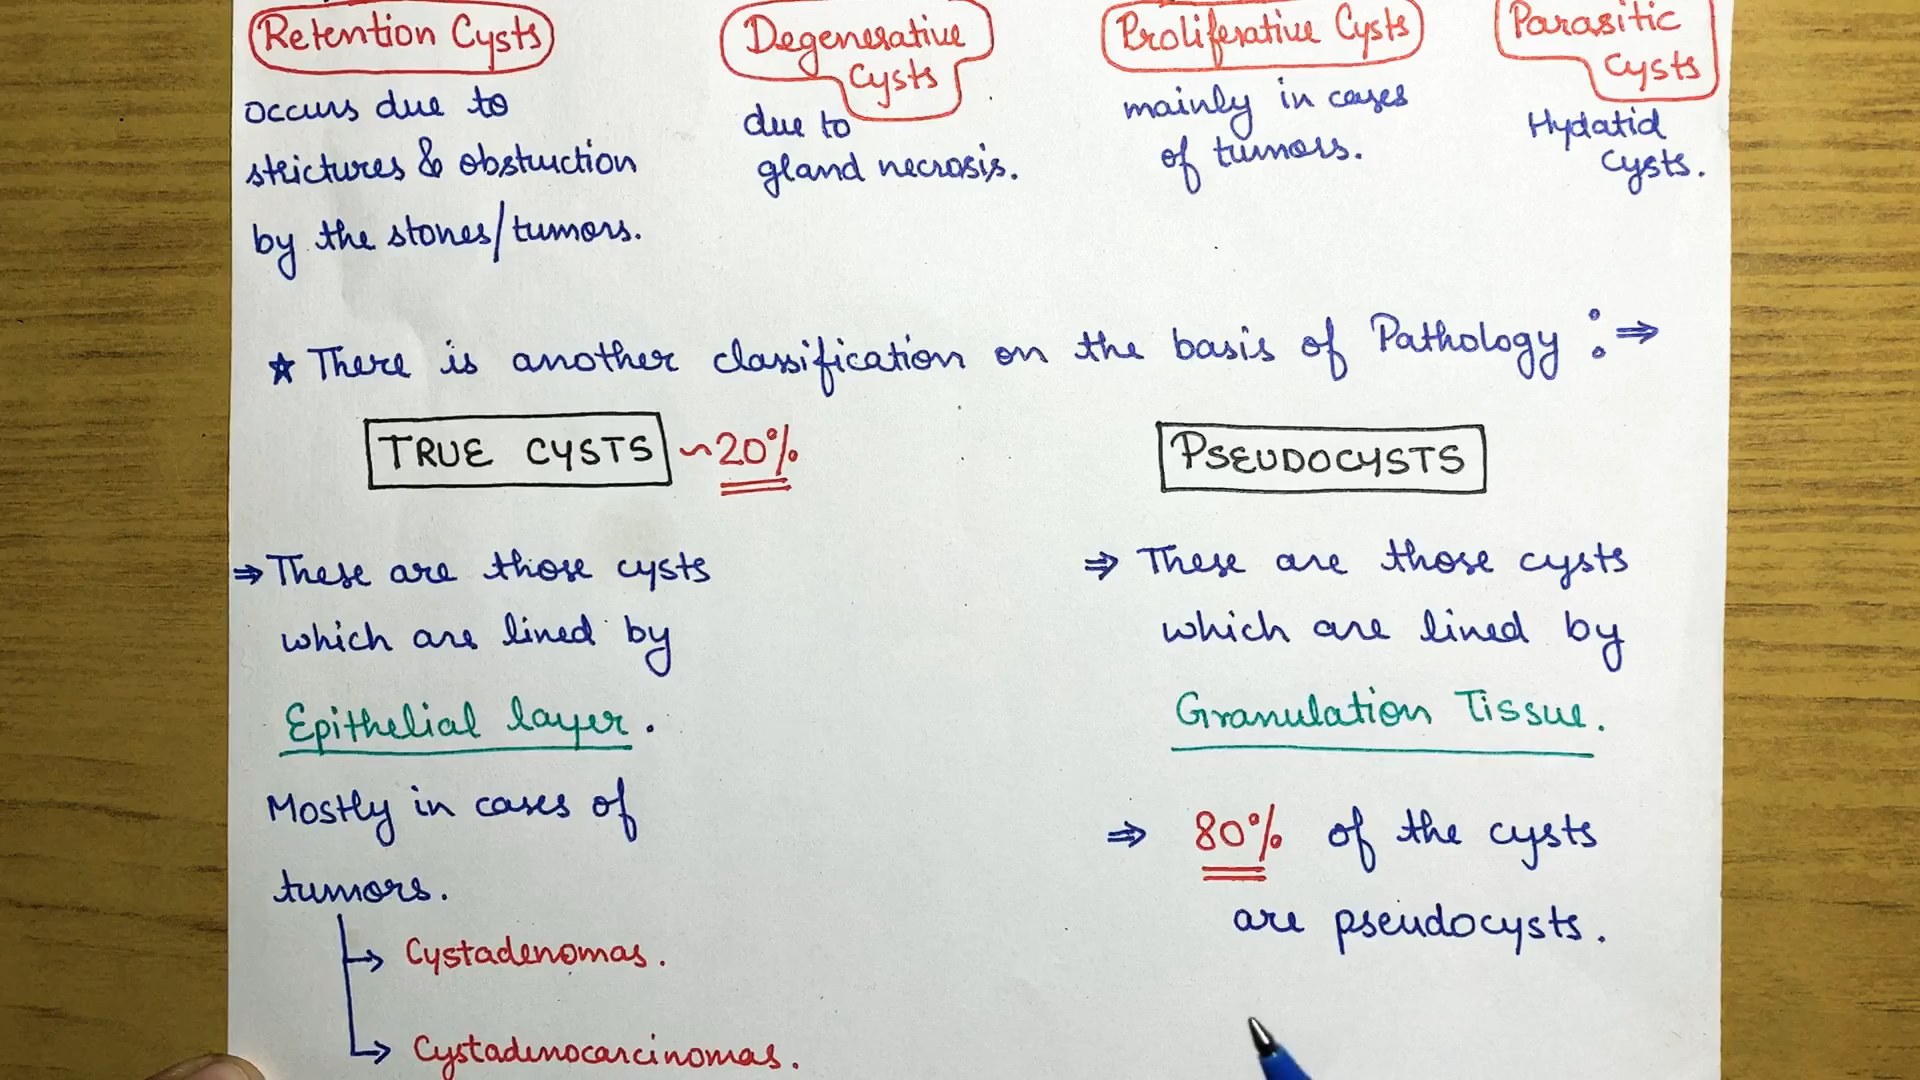 Retention Cysts
occurs due to
strictures & obstruction
by the stones/tumors.
Degenerative
Cysts
due to
gland necrosis.
Proliferative Cysts
mainly in cases
of tumors.
Parasitic
Cysts
Hydatid
Cysts.
★ There is another classification on the basis of Pathology :⇒
TRUE CYSTS ~20%
⇒ These are those cysts
which are lined by
Epithelial layer.
Mostly in cases of
tumors.
→ Cystadenomas.
→ Cystadenocarcinomas.
PSEUDOCYSTS
⇒ These are those cysts
which are lined by
Granulation Tissue.
⇒ 80% of the cysts
are pseudocysts.